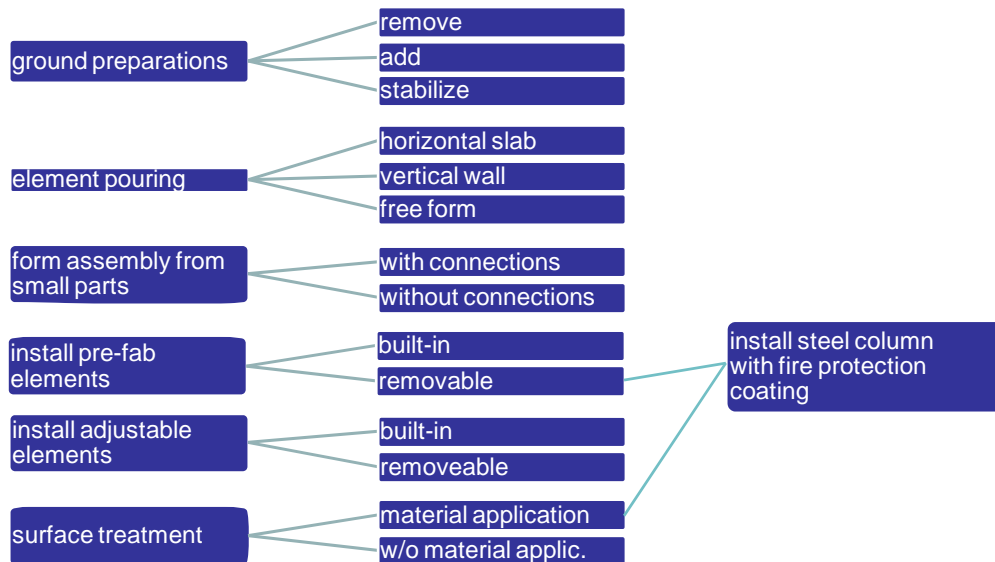 remove
ground preparations
add
stabilize
horizontal slab
element pouring
vertical wall
free form
form assembly from
small parts
with connections
without connections
install pre-fab
elements
built-in
removable
install steel column
with fire protection
coating
install adjustable
elements
built-in
removeable
surface treatment
material application
w/o material applic.